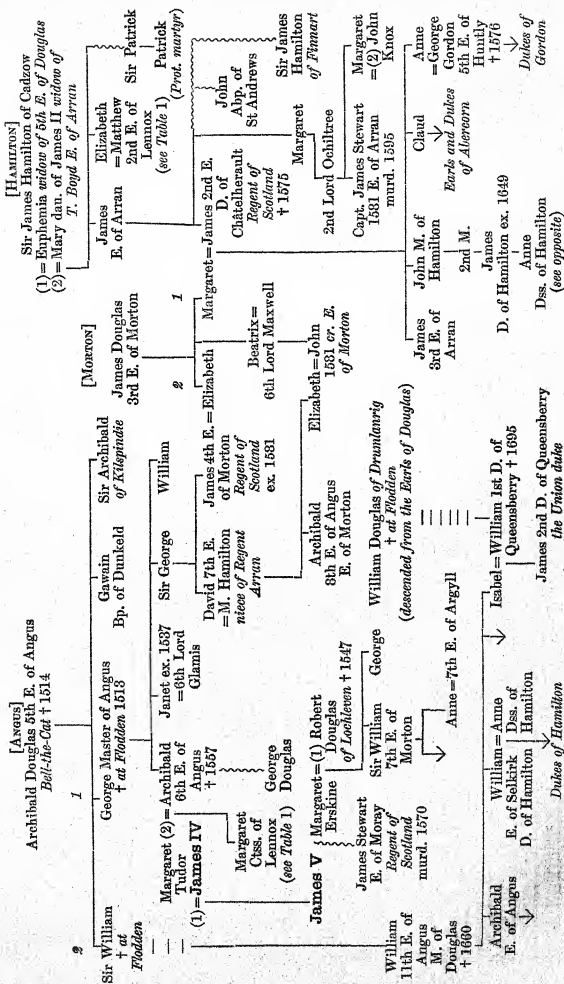 [ANGUS]
Archibald Douglas 5th E. of Angus
Bell-the-Cat † 1514
2
1
Sir William
† at
Flodden
George Master of Angus
† at Flodden 1513
Gawain
Bp. of Dunkeld
Sir Archibald
of Kilspindie
Margaret (2) = Archibald
Tudor
6th E. of
Angus
† 1557
(1) = James IV
Janet ex. 1537
= 6th Lord
Glamis
Sir George
William
Margaret
Ctss. of
Lennox
(see Table 1)
George
Douglas
David 7th E.
= M. Hamilton
niece of Regent
Arran
James 4th E. = Elizabeth
of Morton
Regent of
Scotland
ex. 1581
James V
Margaret = (1) Robert
Erskine
Douglas
of Lochleven † 1547
Archibald
8th E. of Angus
E. of Morton
James Stewart
E. of Moray
Regent of
Scotland
murd. 1570
Sir William
7th E. of
Morton
George
William Douglas of Drumlanrig
† at Flodden
(descended from the Earls of Douglas)
Anne = 7th E. of Argyll
William
11th E. of
Angus
M. of
Douglas
† 1660
Archibald
E. of Angus
William = Anne
E. of Selkirk
Dss. of
D. of Hamilton
Hamilton
Dukes of Hamilton
Isabel = William 1st D. of
Queensberry † 1695
James 2nd D. of Queensberry
the Union duke
[MORTON]
James Douglas
3rd E. of Morton
2
1
Beatrix =
6th Lord Maxwell
Elizabeth = John
1581 cr. E.
of Morton
[HAMILTON]
Sir James Hamilton of Cadzow
(1) = Euphemia widow of 5th E. of Douglas
(2) = Mary dau. of James II widow of
T. Boyd E. of Arran
James
E. of Arran
Elizabeth
= Matthew
2nd E. of
Lennox
(see Table 1)
Sir Patrick
Patrick
(Prot. martyr)
Margaret = James 2nd E.
D. of
Châtelherault
Regent of
Scotland
† 1575
John
Abp. of
St Andrews
Sir James
Hamilton
of Finnart
Margaret
2nd Lord Ochiltree
Capt. James Stewart
1581 E. of Arran
murd. 1595
Margaret
= (2) John
Knox
James
3rd E. of
Arran
John M. of
Hamilton
2nd M.
James
D. of Hamilton ex. 1649
Anne
Dss. of Hamilton
(see opposite)
Claud
Earls and Dukes
of Abercorn
Anne
= George
Gordon
5th E. of
Huntly
† 1576
Dukes of
Gordon